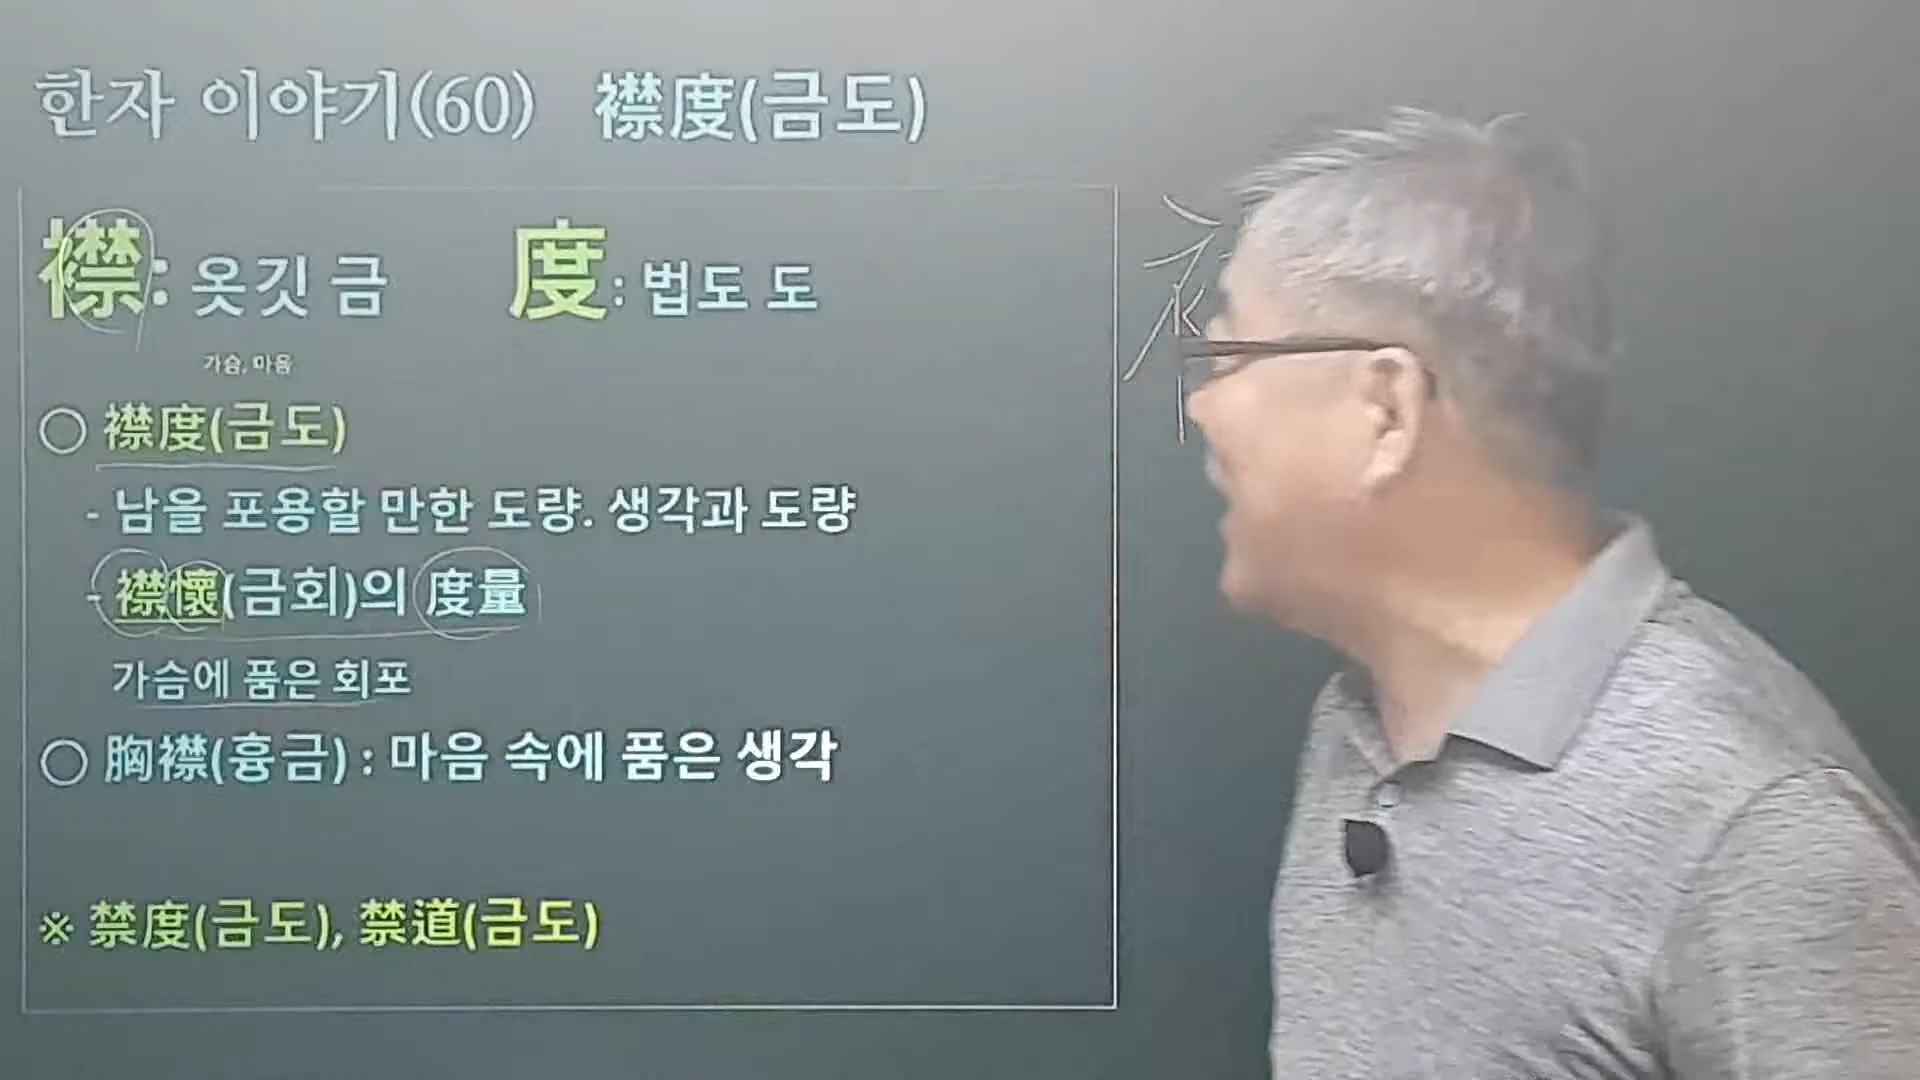 한자 이야기(60) 襟度(금도)
襟: 옷깃 금 度: 법도 도
가슴, 마음
○ 襟度(금도)
- 남을 포용할 만한 도량. 생각과 도량
- 襟懷(금회)의 度量
가슴에 품은 회포
○ 胸襟(흉금) : 마음 속에 품은 생각
※ 禁度(금도), 禁道(금도)